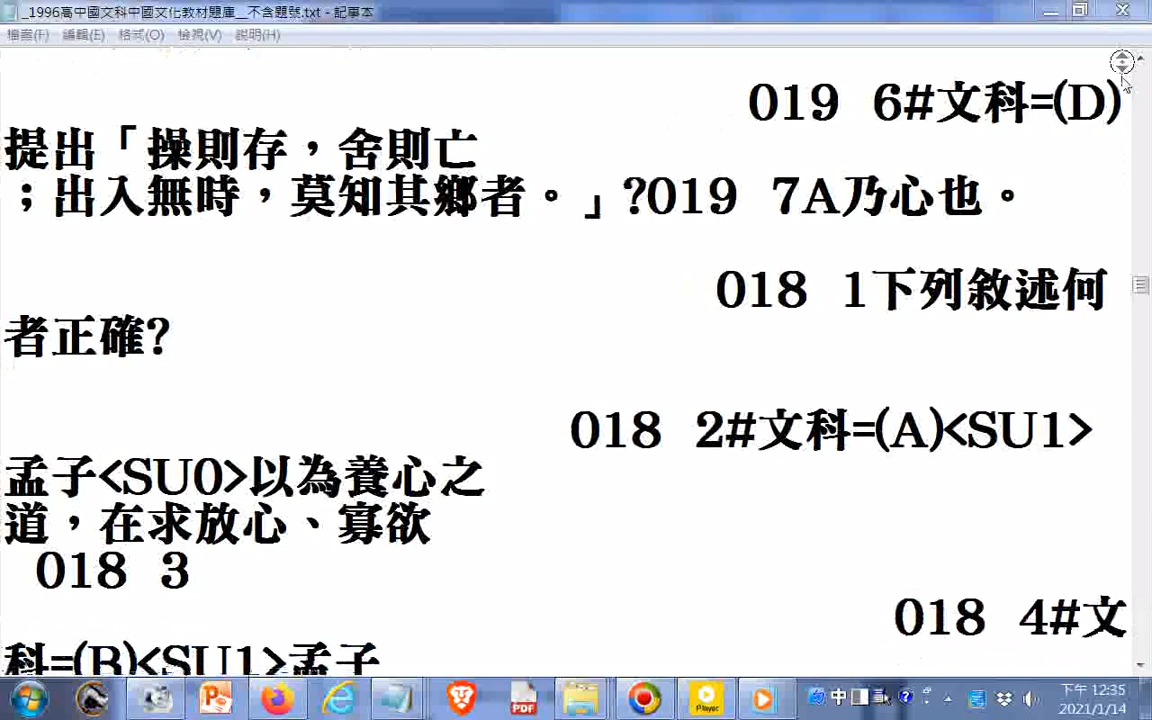 _1996高中國文科中國文化教材題庫__不含題號.txt - 記事本
檔案(F) 編輯(E) 格式(O) 檢視(V) 說明(H)
019 6#文科=(D)
提出「操則存，舍則亡
；出入無時，莫知其鄉者。」?019 7A乃心也。
018 1下列敘述何
者正確?
018 2#文科=(A)<SU1>
孟子<SU0>以為養心之
道，在求放心、寡欲
018 3
018 4#文
科=(B)<SU1>孟子
PDF
Player
中
下午 12:35
2021/1/14